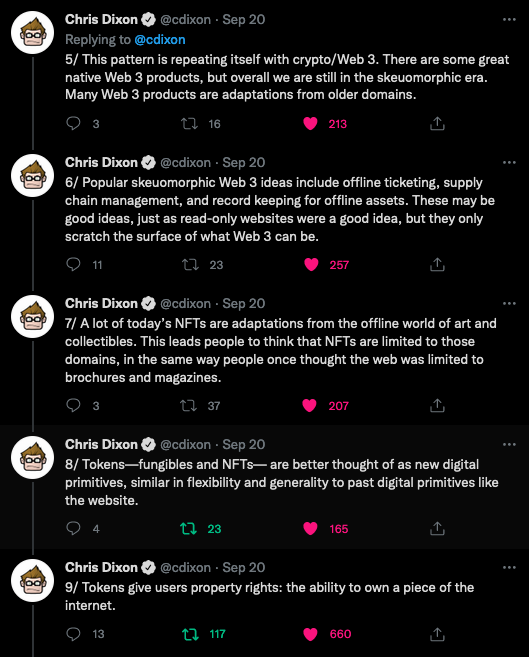 Chris Dixon @cdixon · Sep 20
Replying to @cdixon
5/ This pattern is repeating itself with crypto/Web 3. There are some great
native Web 3 products, but overall we are still in the skeuomorphic era.
Many Web 3 products are adaptations from older domains.
3 16 213
Chris Dixon @cdixon · Sep 20
6/ Popular skeuomorphic Web 3 ideas include offline ticketing, supply
chain management, and record keeping for offline assets. These may be
good ideas, just as read-only websites were a good idea, but they only
scratch the surface of what Web 3 can be.
11 23 257
Chris Dixon @cdixon · Sep 20
7/ A lot of today's NFTs are adaptations from the offline world of art and
collectibles. This leads people to think that NFTs are limited to those
domains, in the same way people once thought the web was limited to
brochures and magazines.
3 37 207
Chris Dixon @cdixon · Sep 20
8/ Tokens—fungibles and NFTs— are better thought of as new digital
primitives, similar in flexibility and generality to past digital primitives like
the website.
4 23 165
Chris Dixon @cdixon · Sep 20
9/ Tokens give users property rights: the ability to own a piece of the
internet.
13 117 660